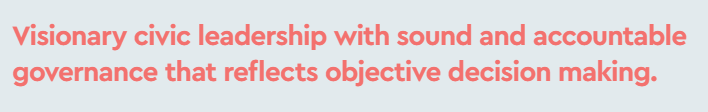 Visionary civic leadership with sound and accountable
governance that reflects objective decision making.